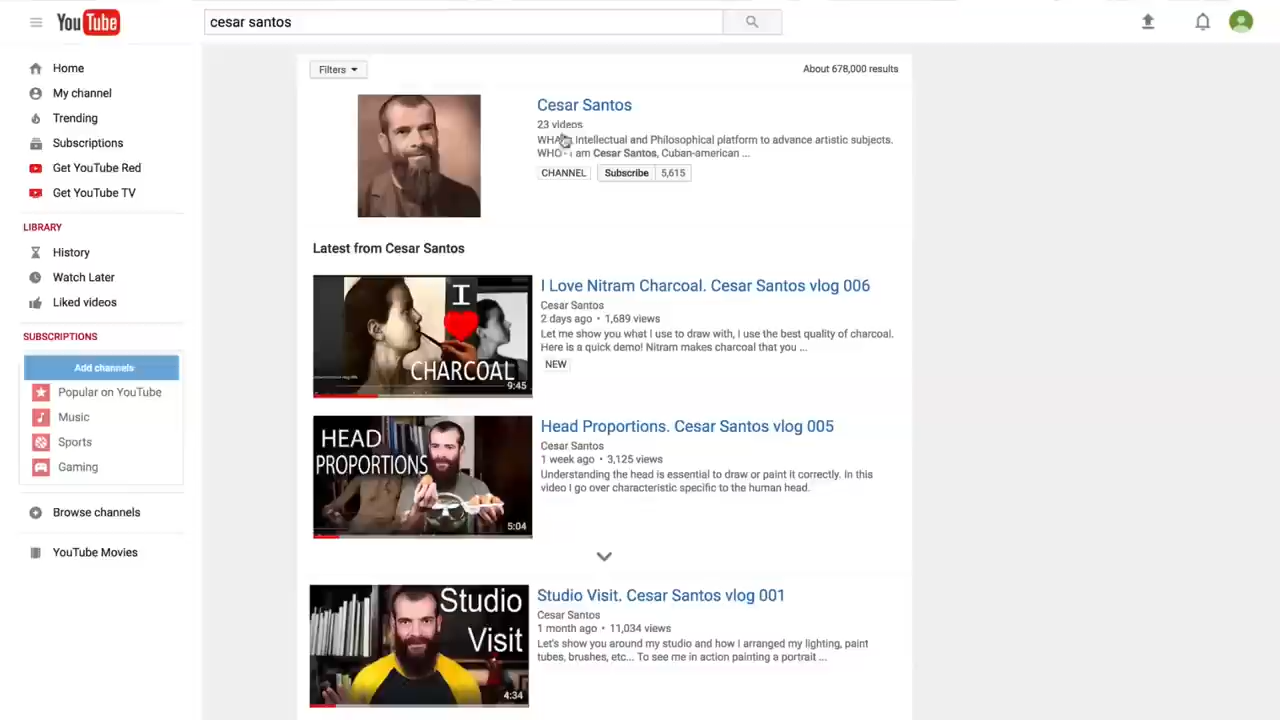 YouTube
cesar santos
Home
My channel
Trending
Subscriptions
Get YouTube Red
Get YouTube TV
LIBRARY
History
Watch Later
Liked videos
SUBSCRIPTIONS
Add channels
Popular on YouTube
Music
Sports
Gaming
Browse channels
YouTube Movies
Filters
About 678,000 results
Cesar Santos
23 videos
WHAT Intellectual and Philosophical platform to advance artistic subjects.
WHO I am Cesar Santos, Cuban-american ...
CHANNEL
Subscribe 5,615
Latest from Cesar Santos
I
CHARCOAL
9:45
I Love Nitram Charcoal. Cesar Santos vlog 006
Cesar Santos
2 days ago • 1,689 views
Let me show you what I use to draw with, I use the best quality of charcoal.
Here is a quick demo! Nitram makes charcoal that you ...
NEW
HEAD
PROPORTIONS
5:04
Head Proportions. Cesar Santos vlog 005
Cesar Santos
1 week ago • 3,125 views
Understanding the head is essential to draw or paint it correctly. In this
video I go over characteristic specific to the human head.
Studio
Visit
4:34
Studio Visit. Cesar Santos vlog 001
Cesar Santos
1 month ago • 11,034 views
Let's show you around my studio and how I arranged my lighting, paint
tubes, brushes, etc... To see me in action painting a portrait ...